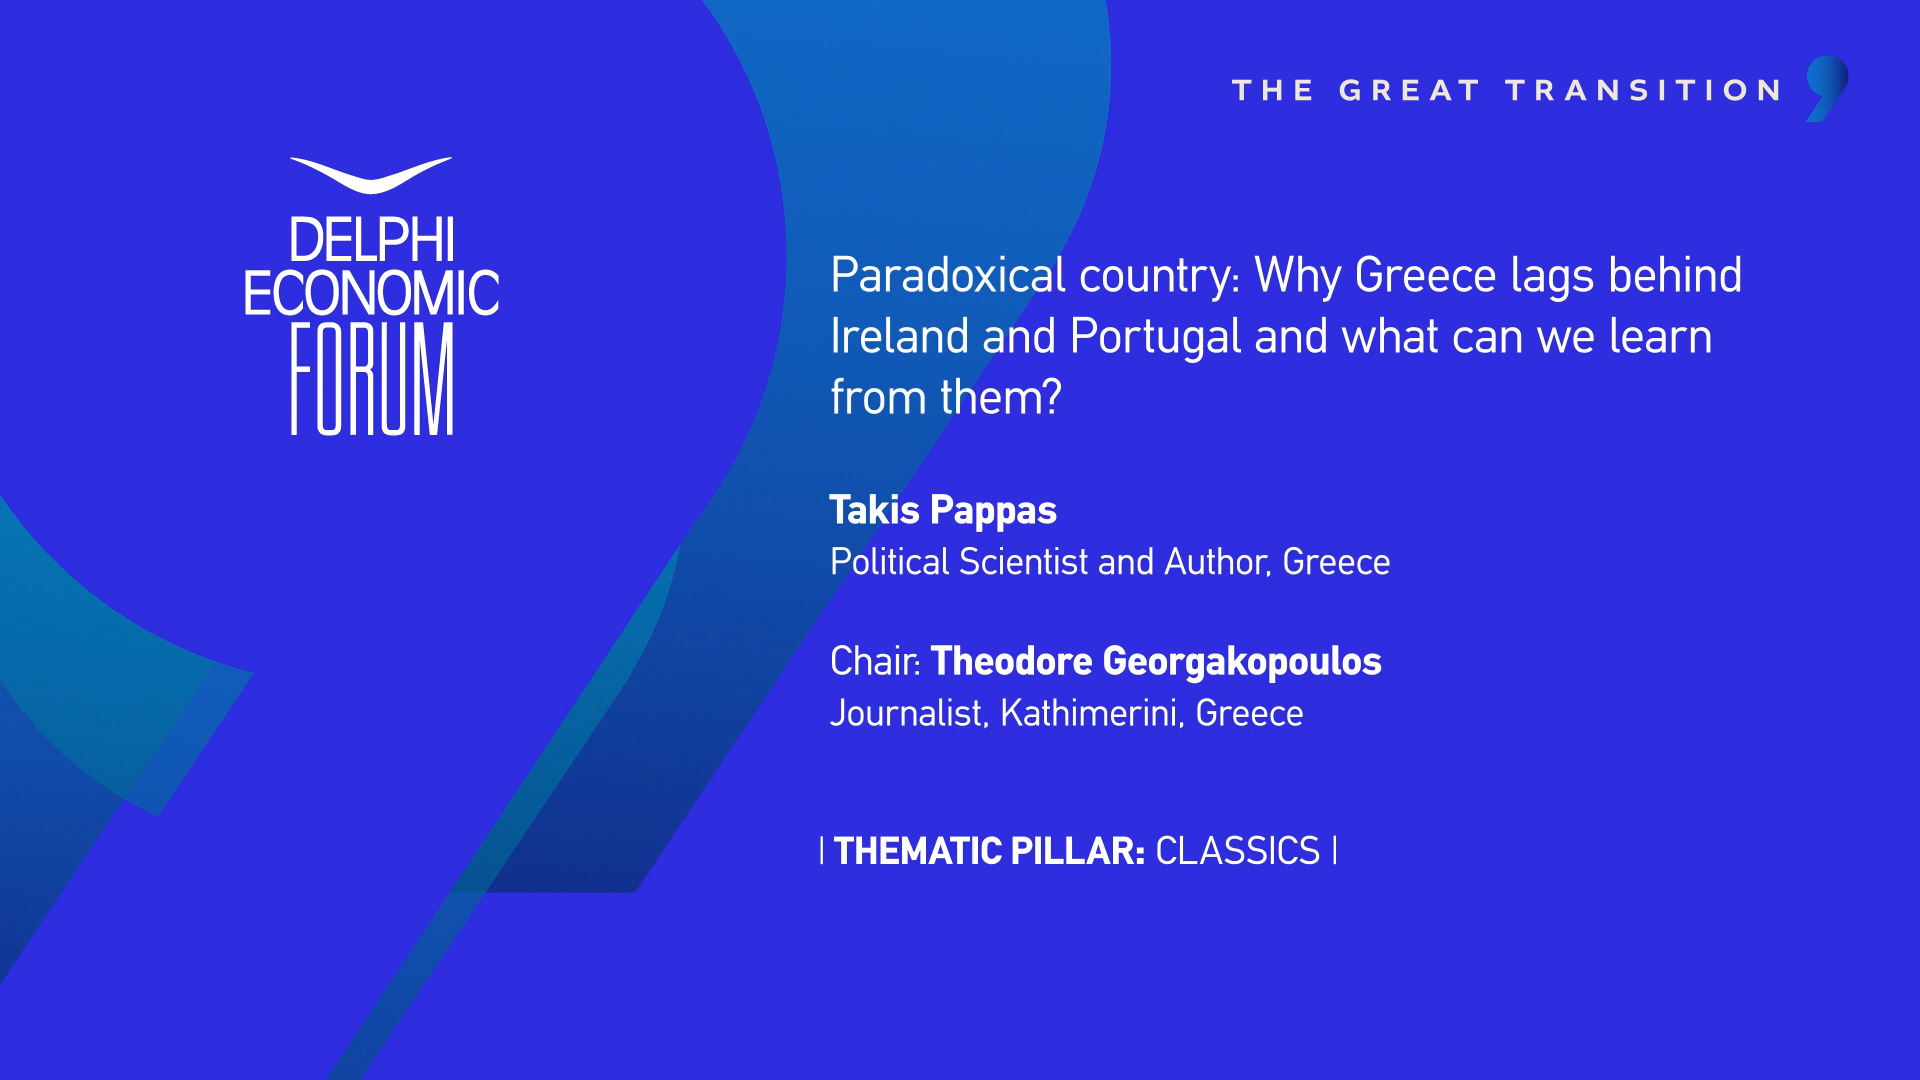 THE GREAT TRANSITION 9
DELPHI
ECONOMIC
FORUM
Paradoxical country: Why Greece lags behind
Ireland and Portugal and what can we learn
from them?
Takis Pappas
Political Scientist and Author, Greece
Chair: Theodore Georgakopoulos
Journalist, Kathimerini, Greece
| THEMATIC PILLAR: CLASSICS |